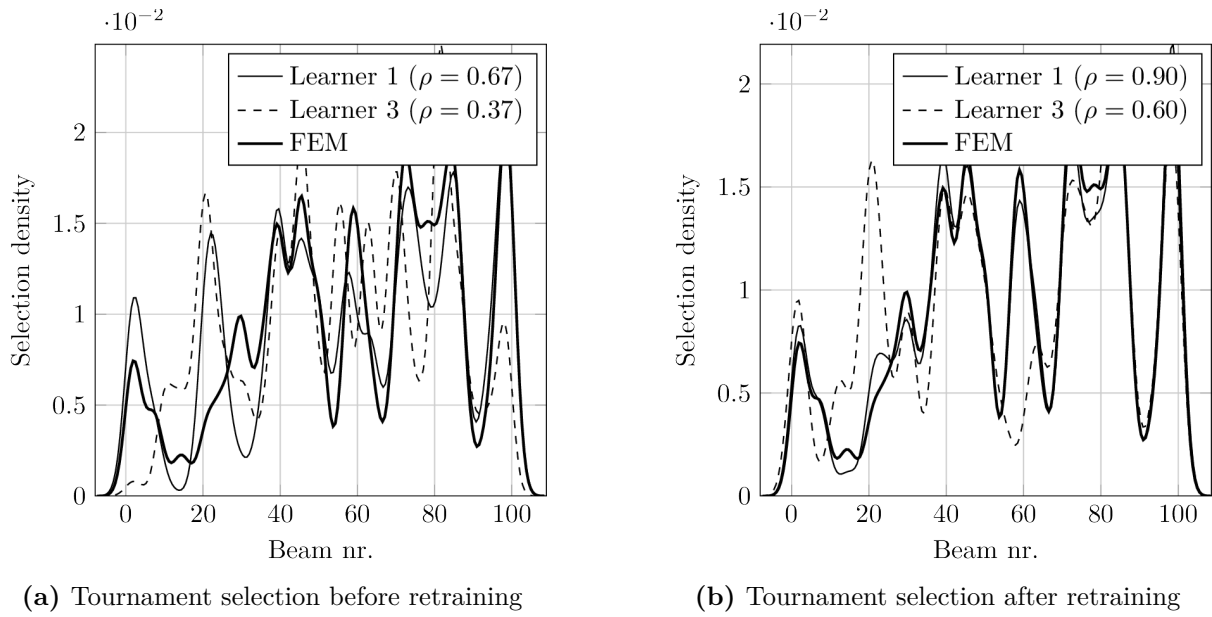 ·10⁻²
Learner 1 (ρ = 0.67)
Learner 3 (ρ = 0.37)
FEM
2
1.5
1
0.5
0
Selection density
0 20 40 60 80 100
Beam nr.
(a) Tournament selection before retraining
·10⁻²
Learner 1 (ρ = 0.90)
Learner 3 (ρ = 0.60)
FEM
2
1.5
1
0.5
0
Selection density
0 20 40 60 80 100
Beam nr.
(b) Tournament selection after retraining